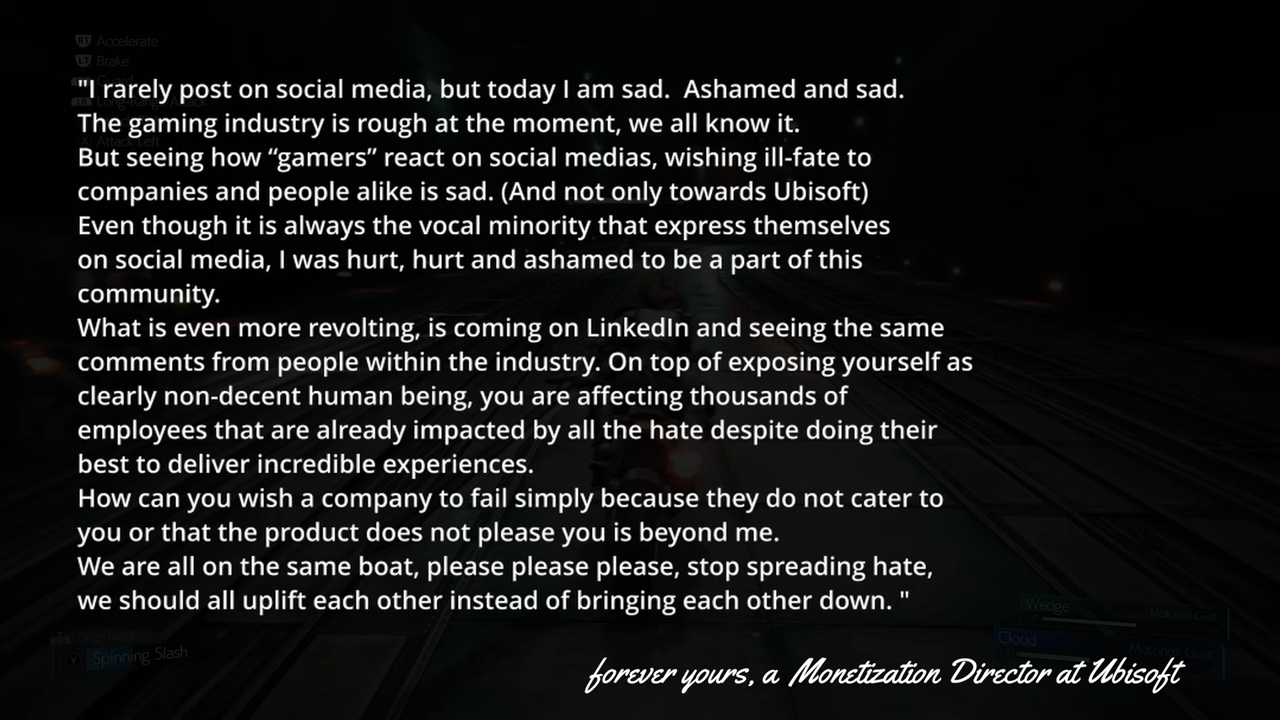 Accelerate
Brake
Guard
"I rarely post on social media, but today I am sad.  Ashamed and sad.
The gaming industry is rough at the moment, we all know it.
Attack Left
But seeing how “gamers” react on social medias, wishing ill-fate to
companies and people alike is sad. (And not only towards Ubisoft)
Even though it is always the vocal minority that express themselves
on social media, I was hurt, hurt and ashamed to be a part of this
community.
What is even more revolting, is coming on LinkedIn and seeing the same
comments from people within the industry. On top of exposing yourself as
clearly non-decent human being, you are affecting thousands of
employees that are already impacted by all the hate despite doing their
best to deliver incredible experiences.
How can you wish a company to fail simply because they do not cater to
you or that the product does not please you is beyond me.
We are all on the same boat, please please please, stop spreading hate,
we should all uplift each other instead of bringing each other down. "
Wedge
Cloud
Spinning Slash
forever yours, a Monetization Director at Ubisoft